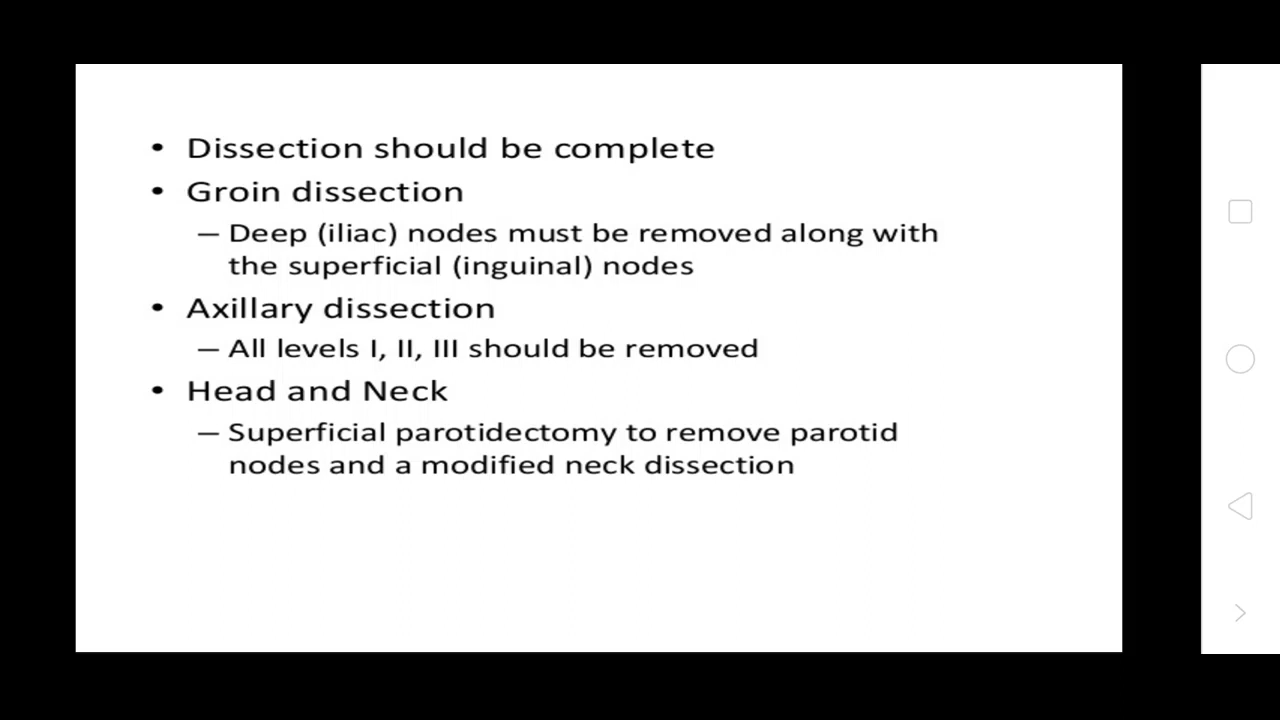 • Dissection should be complete
• Groin dissection
– Deep (iliac) nodes must be removed along with
the superficial (inguinal) nodes
• Axillary dissection
– All levels I, II, III should be removed
• Head and Neck
– Superficial parotidectomy to remove parotid
nodes and a modified neck dissection